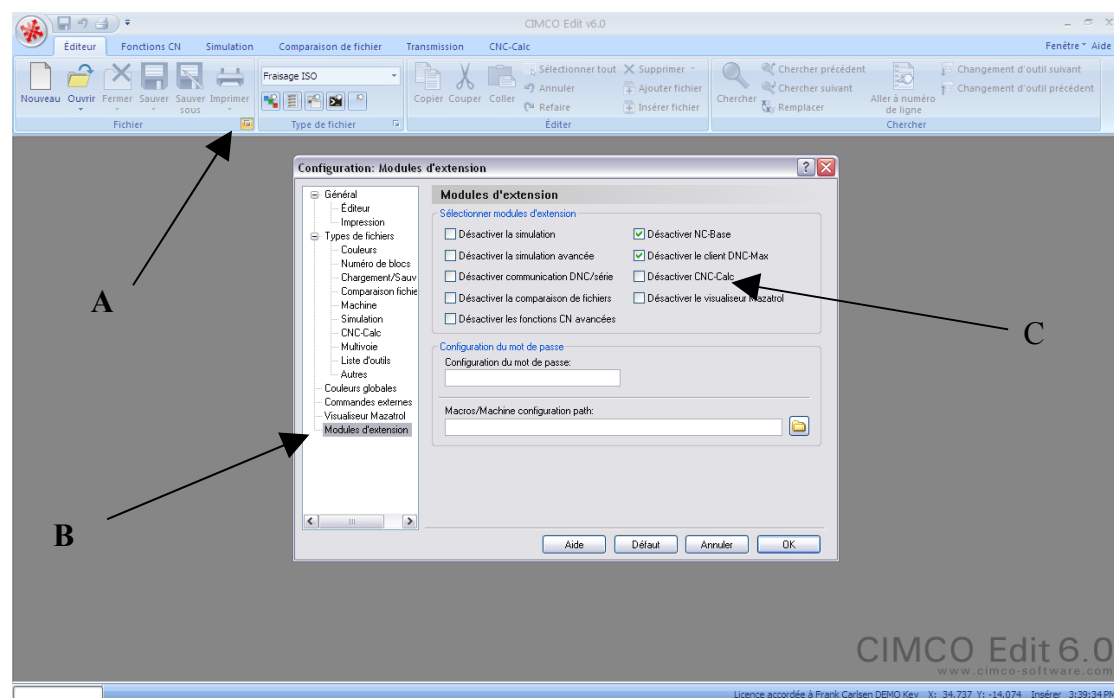 CIMCO Edit v6.0
Éditeur Fonctions CN Simulation Comparaison de fichier Transmission CNC-Calc Fenêtre Aide
Nouveau Ouvrir Fermer Sauver Sauver sous Imprimer
Fichier
Fraisage ISO
Type de fichier
Copier Couper Coller
Sélectionner tout
Annuler
Refaire
Supprimer
Ajouter fichier
Insérer fichier
Éditer
Chercher
Chercher précédent
Chercher suivant
Remplacer
Aller à numéro de ligne
Changement d'outil suivant
Changement d'outil précédent
Chercher
A
B
C
Configuration: Modules d'extension
Général
Éditeur
Impression
Types de fichiers
Couleurs
Numéro de blocs
Chargement/Sauv
Comparaison fichie
Machine
Simulation
CNC-Calc
Multivoie
Liste d'outils
Autres
Couleurs globales
Commandes externes
Visualiseur Mazatrol
Modules d'extension
Modules d'extension
Sélectionner modules d'extension
Désactiver la simulation
Désactiver NC-Base
Désactiver la simulation avancée
Désactiver le client DNC-Max
Désactiver communication DNC/série
Désactiver CNC-Calc
Désactiver la comparaison de fichiers
Désactiver le visualiseur Mazatrol
Désactiver les fonctions CN avancées
Configuration du mot de passe
Configuration du mot de passe:
Macros/Machine configuration path:
Aide Défaut Annuler OK
CIMCO Edit 6.0
www.cimco-software.com
Licence accordée à Frank Carlsen DEMO Key X: 34.737 Y: -14.074 Insérer 3:39:34 PM